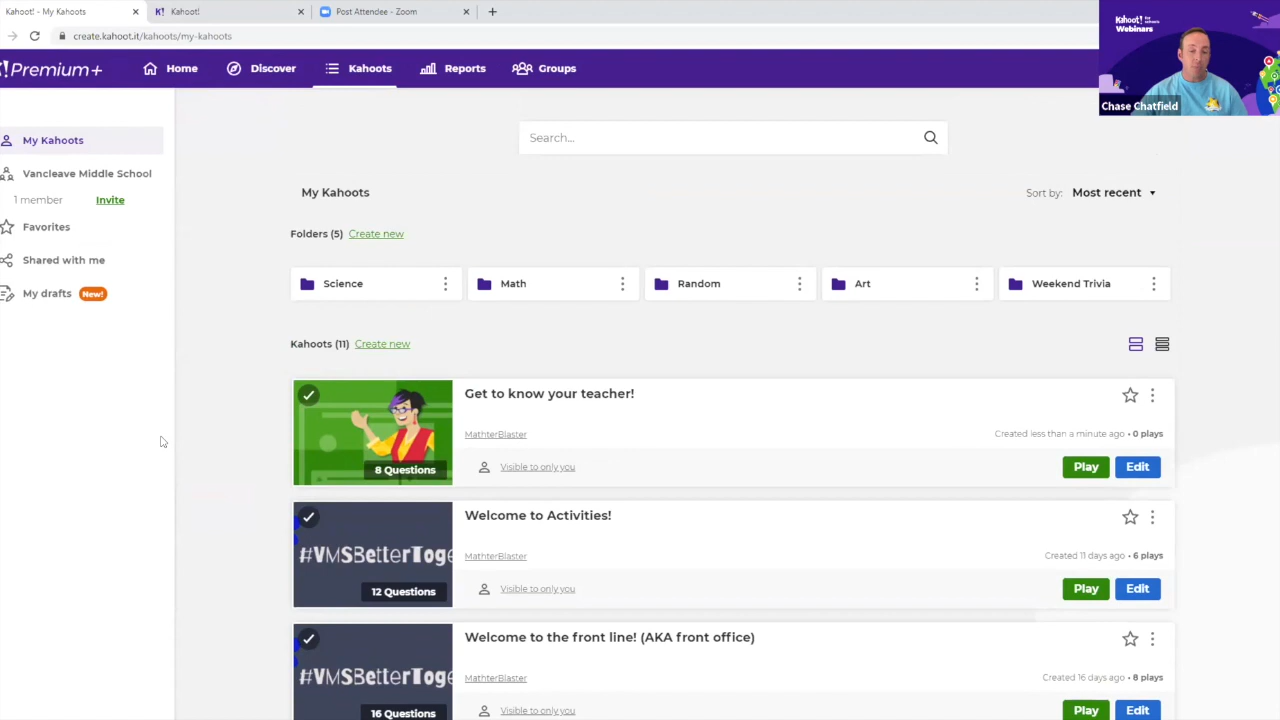 Kahoot! - My Kahoots
Kahoot!
Post Attendee - Zoom
create.kahoot.it/kahoots/my-kahoots
Kahoot! for schools
Webinars
Chase Chatfield
!Premium+
Home
Discover
Kahoots
Reports
Groups
My Kahoots
Vancleave Middle School
1 member Invite
Favorites
Shared with me
My drafts New!
Search...
My Kahoots
Sort by: Most recent
Folders (5) Create new
Science
Math
Random
Art
Weekend Trivia
Kahoots (11) Create new
8 Questions
Get to know your teacher!
MathterBlaster
Created less than a minute ago • 0 plays
Visible to only you
Play
Edit
#VMSBetterToge
12 Questions
Welcome to Activities!
MathterBlaster
Created 11 days ago • 6 plays
Visible to only you
Play
Edit
#VMSBetterToge
16 Questions
Welcome to the front line! (AKA front office)
MathterBlaster
Created 16 days ago • 8 plays
Visible to only you
Play
Edit